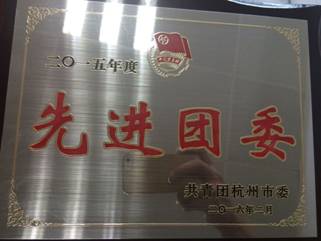 二〇一五年度
先进团委
共青团杭州市委
二〇一六年二月